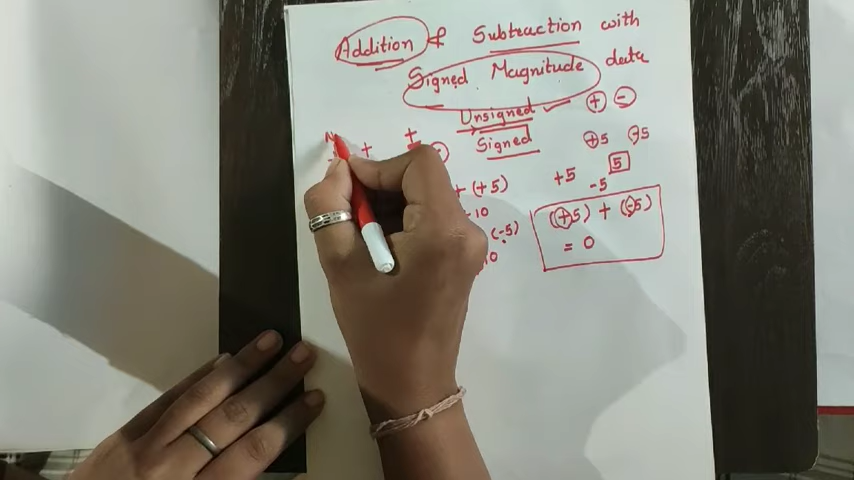 Addition & Subtraction with
Signed Magnitude data
Unsigned ✓ + -
Signed +5 -5
5
+ +
+5 -5
+ (+5)
-10
(+5) + (-5)
(-5)
= 0
10